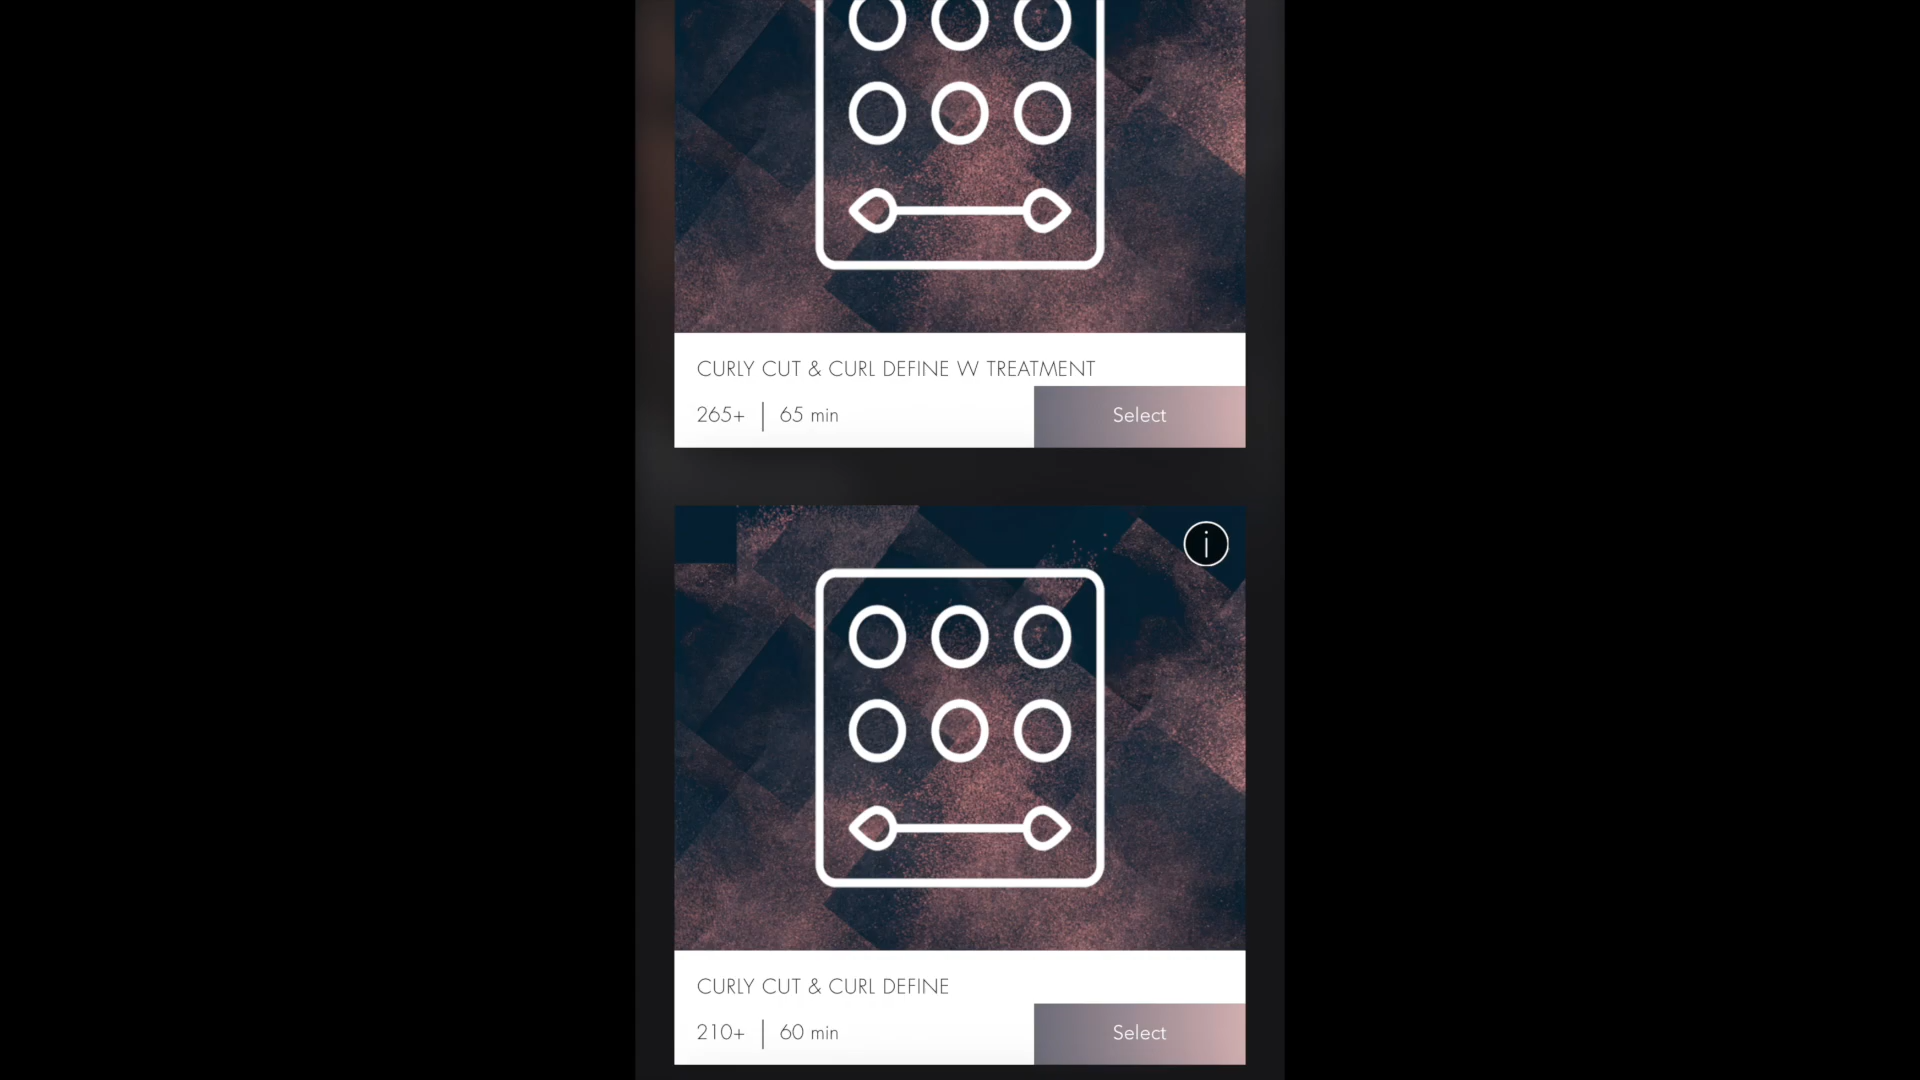 CURLY CUT & CURL DEFINE W TREATMENT
265+ | 65 min
Select
i
CURLY CUT & CURL DEFINE
210+ | 60 min
Select